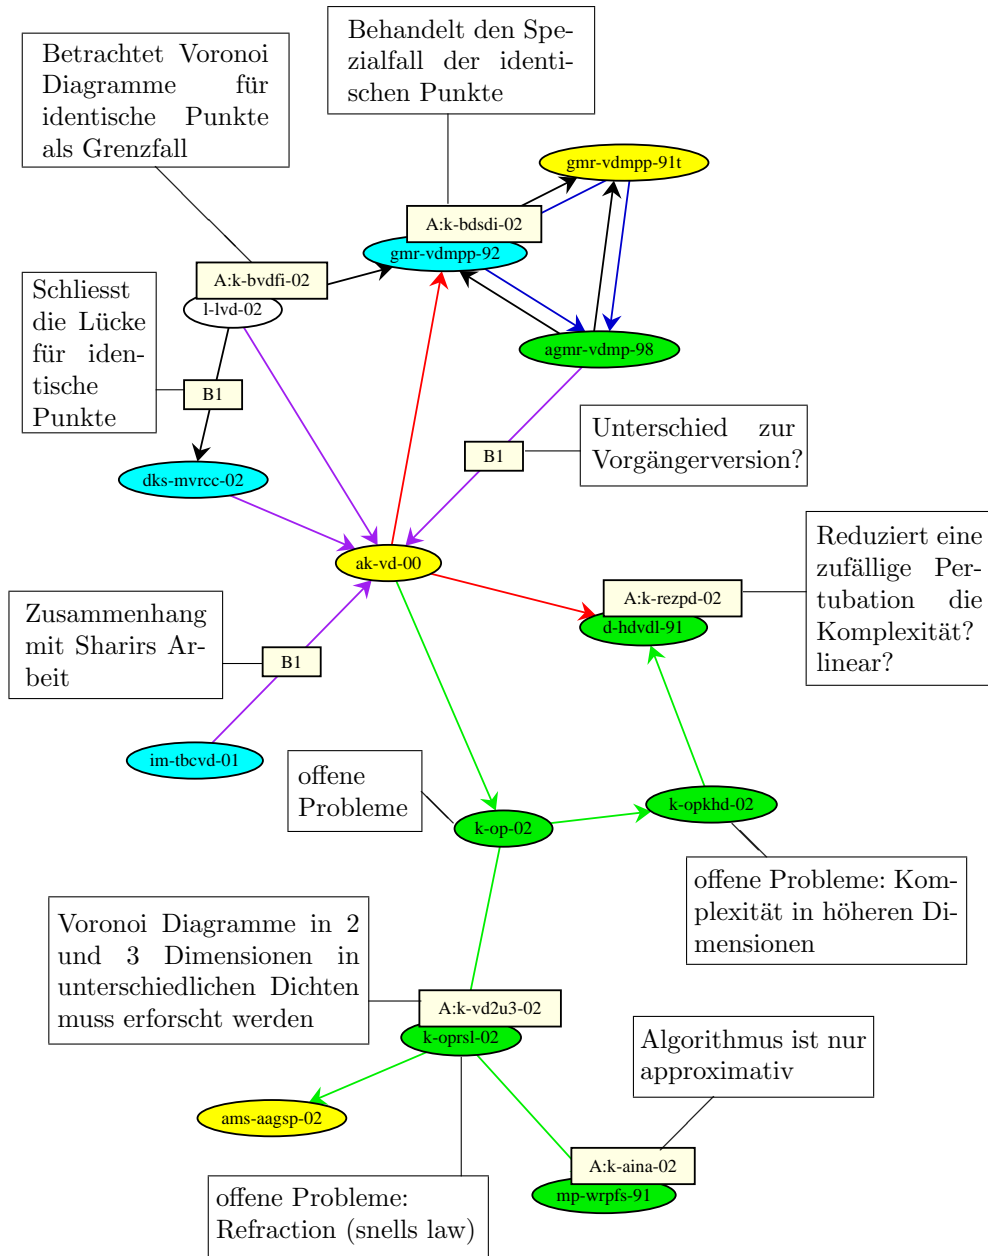 Behandelt den Spe-
zialfall der identi-
schen Punkte
Betrachtet Voronoi
Diagramme für
identische Punkte
als Grenzfall
gmr-vdmpp-91t
A:k-bdsdi-02
gmr-vdmpp-92
A:k-bvdfi-02
l-lvd-02
Schliesst
die Lücke
für iden-
tische
Punkte
agmr-vdmp-98
B1
Unterschied zur
Vorgängerversion?
B1
dks-mvrcc-02
ak-vd-00
Reduziert eine
zufällige Per-
tubation die
Komplexität?
linear?
A:k-rezpd-02
d-hdvdl-91
Zusammenhang
mit Sharirs Ar-
beit
B1
im-tbcvd-01
offene
Probleme
k-op-02
k-opkhd-02
offene Probleme: Kom-
plexität in höheren Di-
mensionen
Voronoi Diagramme in 2
und 3 Dimensionen in
unterschiedlichen Dichten
muss erforscht werden
A:k-vd2u3-02
k-oprsl-02
Algorithmus ist nur
approximativ
ams-aagsp-02
A:k-aina-02
mp-wrpfs-91
offene Probleme:
Refraction (snells law)